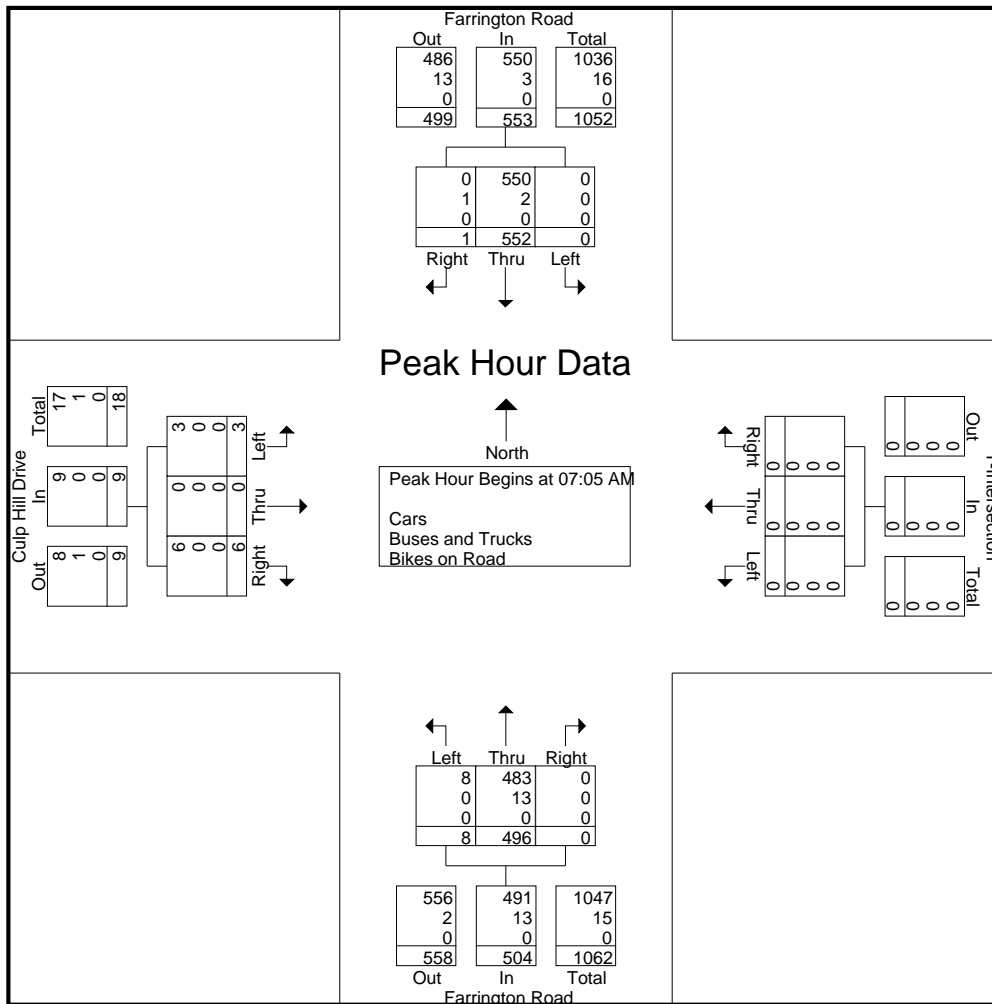 Farrington Road
Out In Total
486 550 1036
13 3 16
0 0 0
499 553 1052
0 550 0
1 2 0
0 0 0
1 552 0
Right Thru Left
Peak Hour Data
North
Peak Hour Begins at 07:05 AM
Cars
Buses and Trucks
Bikes on Road
Culp Hill Drive
Out In Total
8 9 17
1 0 1
0 0 0
9 9 18
Right Thru Left
6 0 3
0 0 0
0 0 0
6 0 3
Right Thru Left
0 0 0
0 0 0
0 0 0
0 0 0
Out In Total
0 0 0
0 0 0
0 0 0
0 0 0
T-Intersection
Left Thru Right
8 483 0
0 13 0
0 0 0
8 496 0
556 491 1047
2 13 15
0 0 0
558 504 1062
Out In Total
Farrington Road